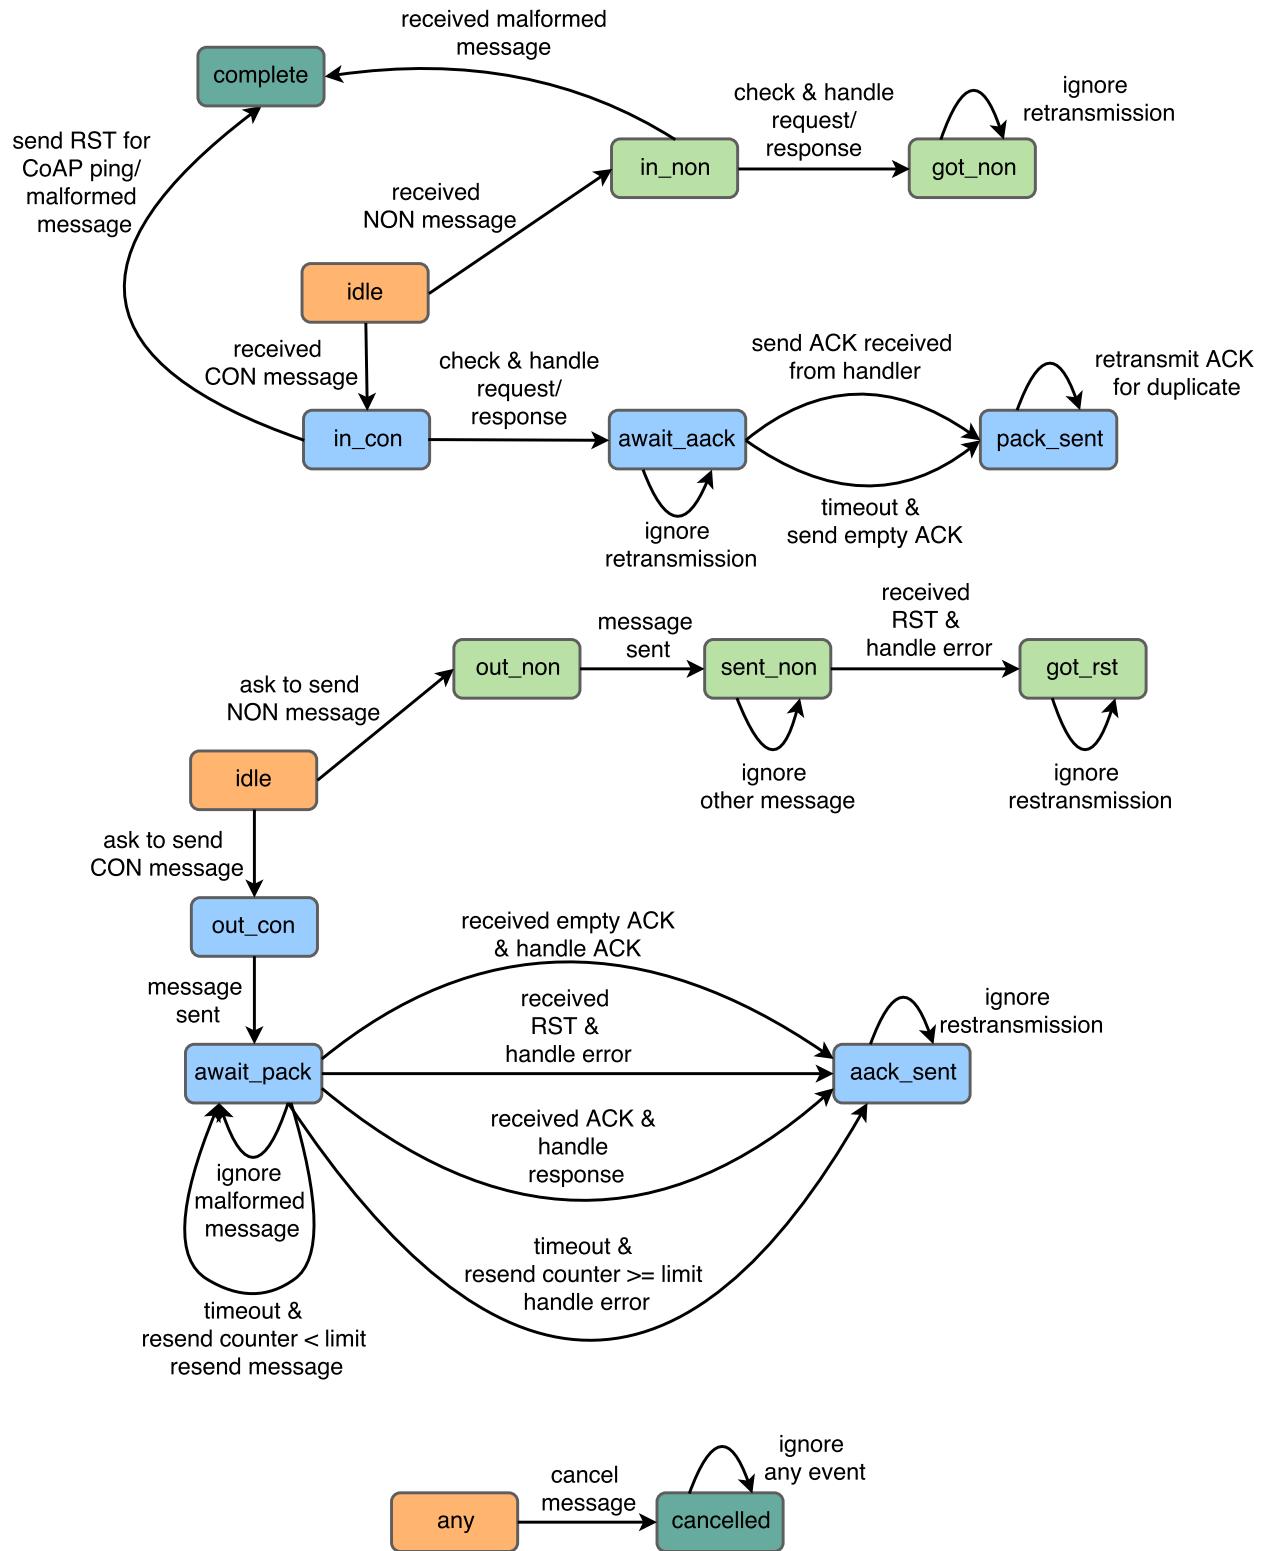 received malformed
message
complete
check & handle
request/
response
ignore
retransmission
send RST for
CoAP ping/
malformed
message
in_non
got_non
received
NON message
idle
received
CON message
check & handle
request/
response
send ACK received
from handler
retransmit ACK
for duplicate
in_con
await_aack
pack_sent
ignore
retransmission
timeout &
send empty ACK
received
RST &
handle error
message
sent
out_non
sent_non
got_rst
ask to send
NON message
idle
ignore
other message
ignore
restransmission
ask to send
CON message
out_con
received empty ACK
& handle ACK
message
sent
received
RST &
handle error
ignore
restransmission
await_pack
aack_sent
received ACK &
handle
response
ignore
malformed
message
timeout &
resend counter >= limit
handle error
timeout &
resend counter < limit
resend message
ignore
any event
cancel
message
any
cancelled